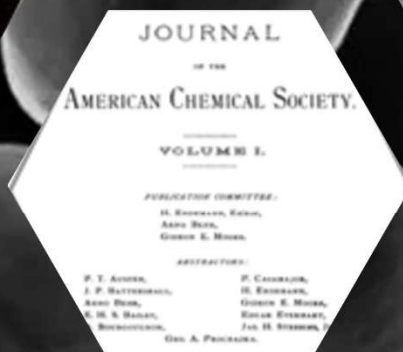 JOURNAL
OF THE
AMERICAN CHEMICAL SOCIETY.
VOLUME I.
PUBLICATION COMMITTEE:
H. ENDEMANN,
ARNO BEHR,
GIDEON E. MOORE.
ABSTRACTORS:
P. T. AUSTEN, P. CASAMAJOR,
J. P. BATTERSHALL, H. ENDEMANN,
ARNO BEHR, GIDEON E. MOORE,
E. H. S. BAILEY, EDGAR EVERHART,
JAS. H. STEBBINS,
GEO. A. PROCHAZKA.